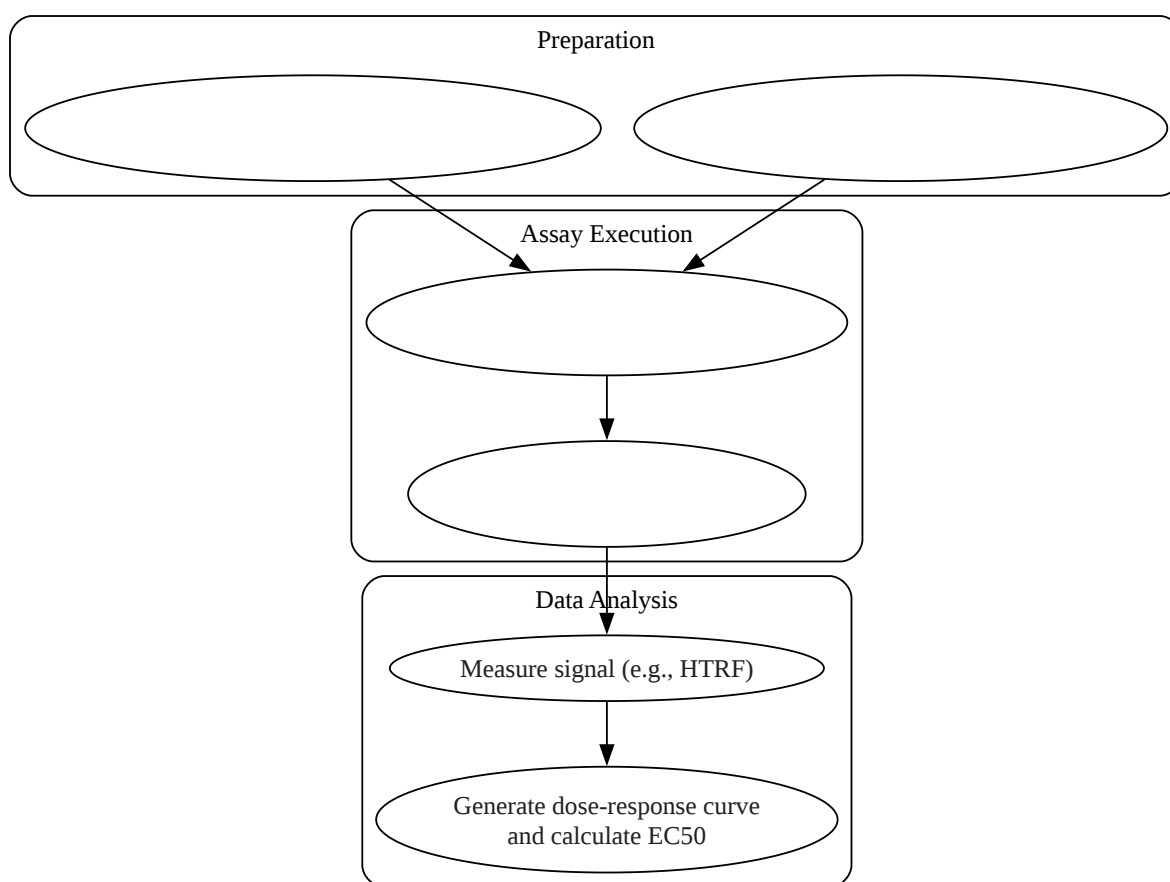 Preparation
Assay Execution
Data Analysis
Measure signal (e.g., HTRF)
Generate dose-response curve
and calculate EC50